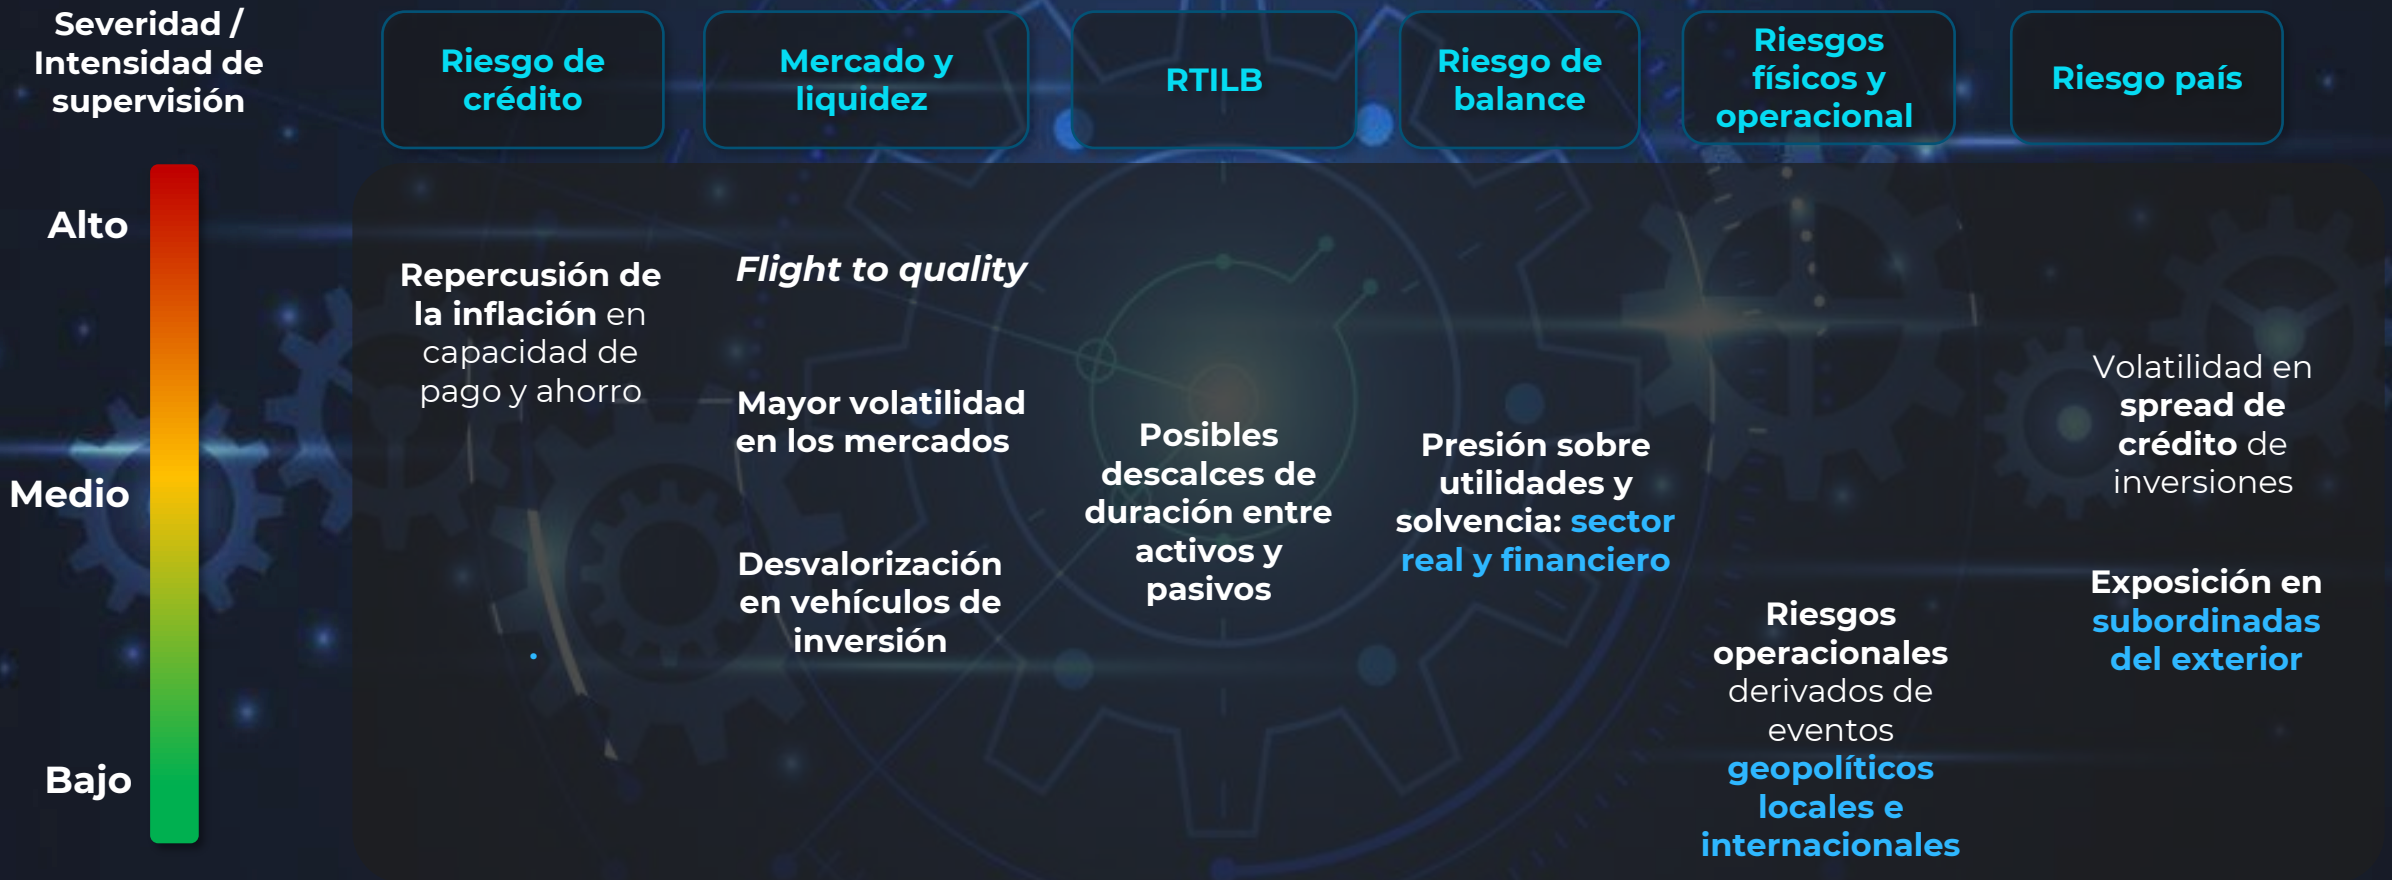 Severidad /
Intensidad de
supervisión
Riesgo de
crédito
Mercado y
liquidez
RTILB
Riesgo de
balance
Riesgos
físicos y
operacional
Riesgo país
Alto
Medio
Bajo
Repercusión de
la inflación en
capacidad de
pago y ahorro
Flight to quality
Mayor volatilidad
en los mercados
Desvalorización
en vehículos de
inversión
Posibles
descalces de
duración entre
activos y
pasivos
Presión sobre
utilidades y
solvencia: sector
real y financiero
Riesgos
operacionales
derivados de
eventos
geopolíticos
locales e
internacionales
Volatilidad en
spread de
crédito de
inversiones
Exposición en
subordinadas
del exterior